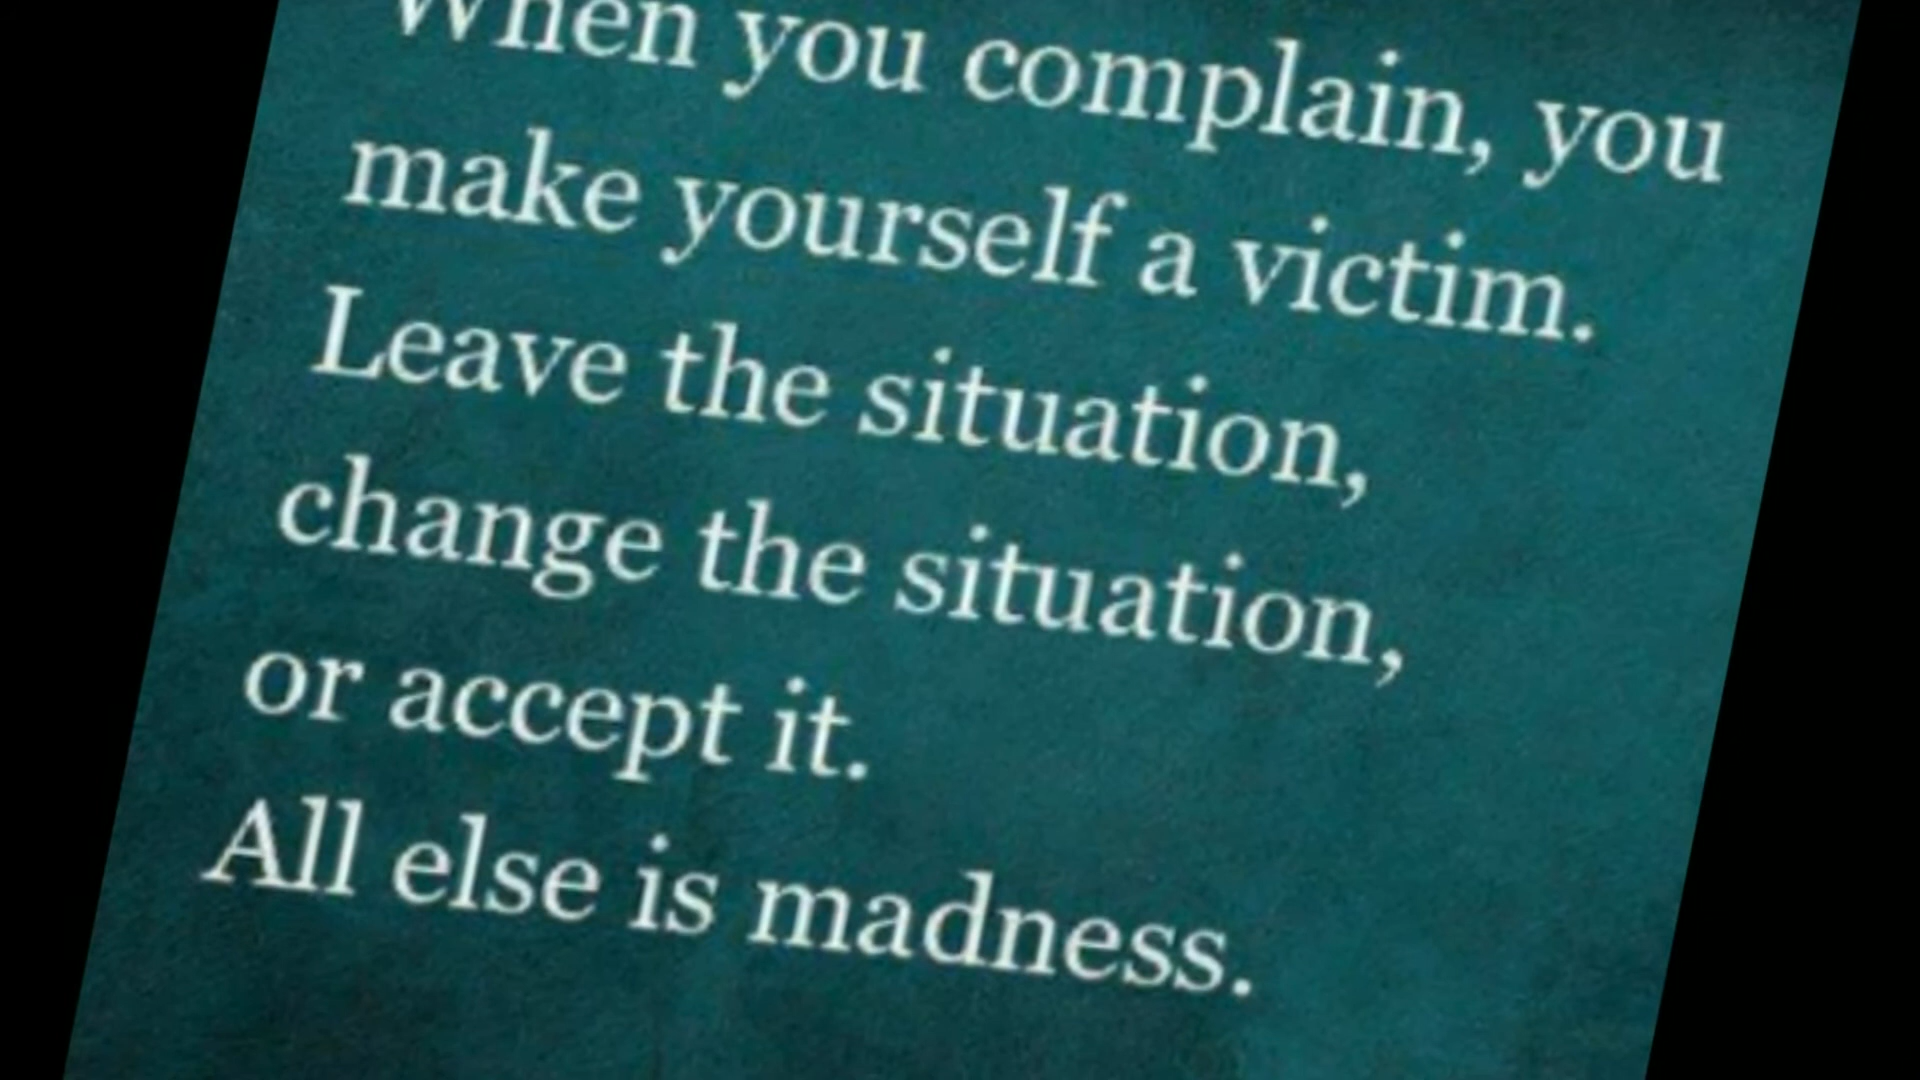 When you complain, you
make yourself a victim.
Leave the situation,
change the situation,
or accept it.
All else is madness.